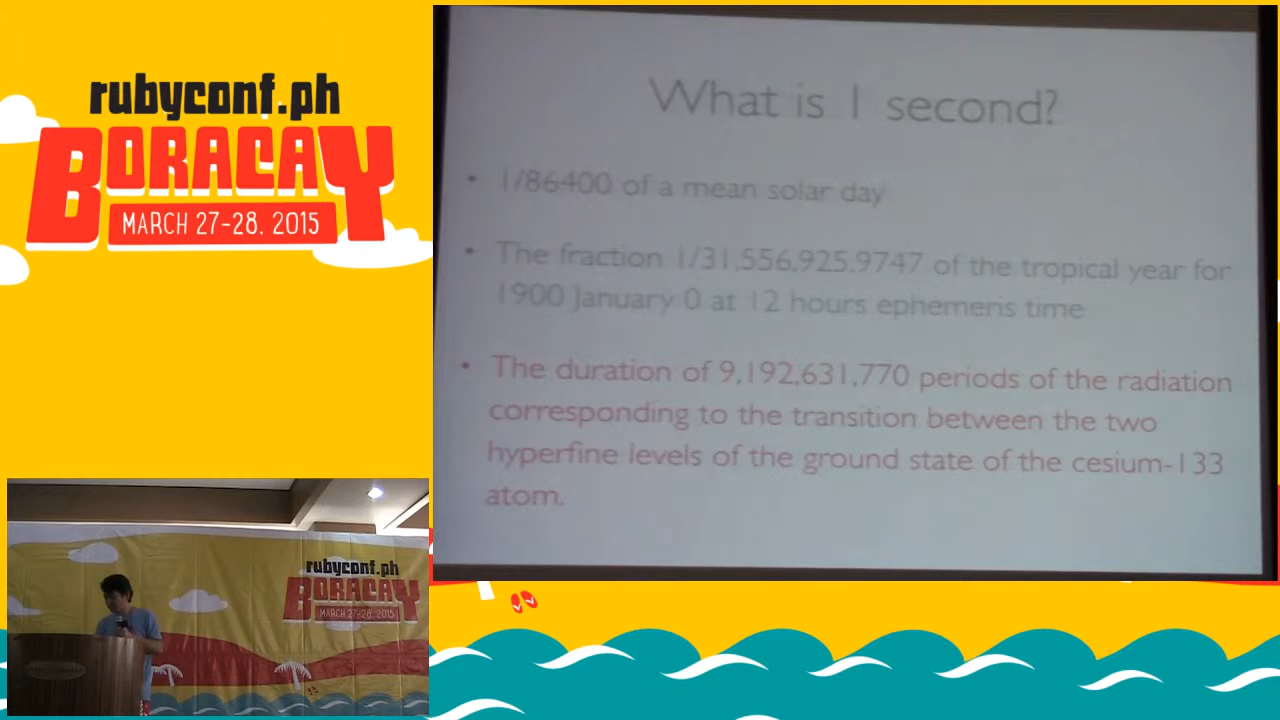 rubyconf.ph
BORACAY
MARCH 27-28, 2015
What is 1 second?
• 1/86400 of a mean solar day
• The fraction 1/31,556,925.9747 of the tropical year for
1900 January 0 at 12 hours ephemeris time
• The duration of 9,192,631,770 periods of the radiation
corresponding to the transition between the two
hyperfine levels of the ground state of the cesium-133
atom.
rubyconf.ph
BORACAY
MARCH 27-28, 2015